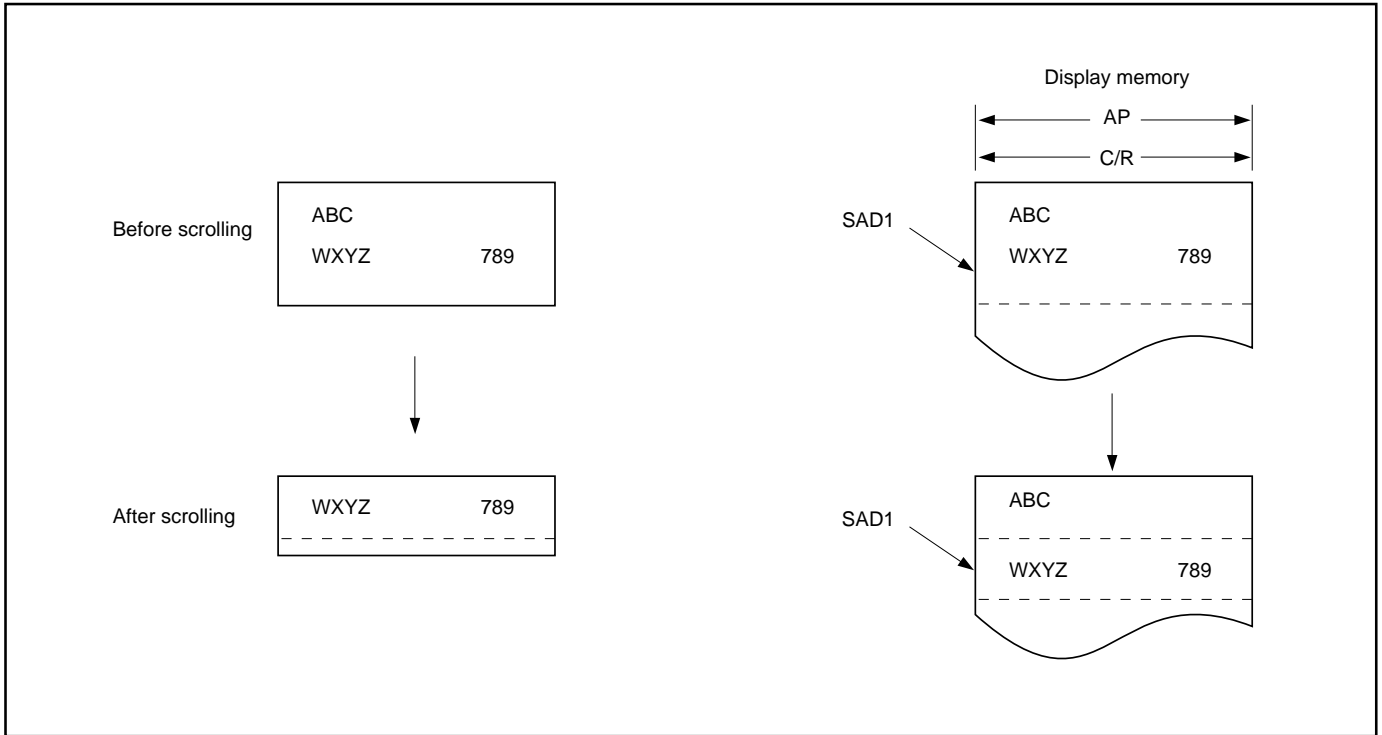 Display memory
AP
C/R
Before scrolling
ABC
WXYZ 789
SAD1
ABC
WXYZ 789
After scrolling
WXYZ 789
SAD1
ABC
WXYZ 789